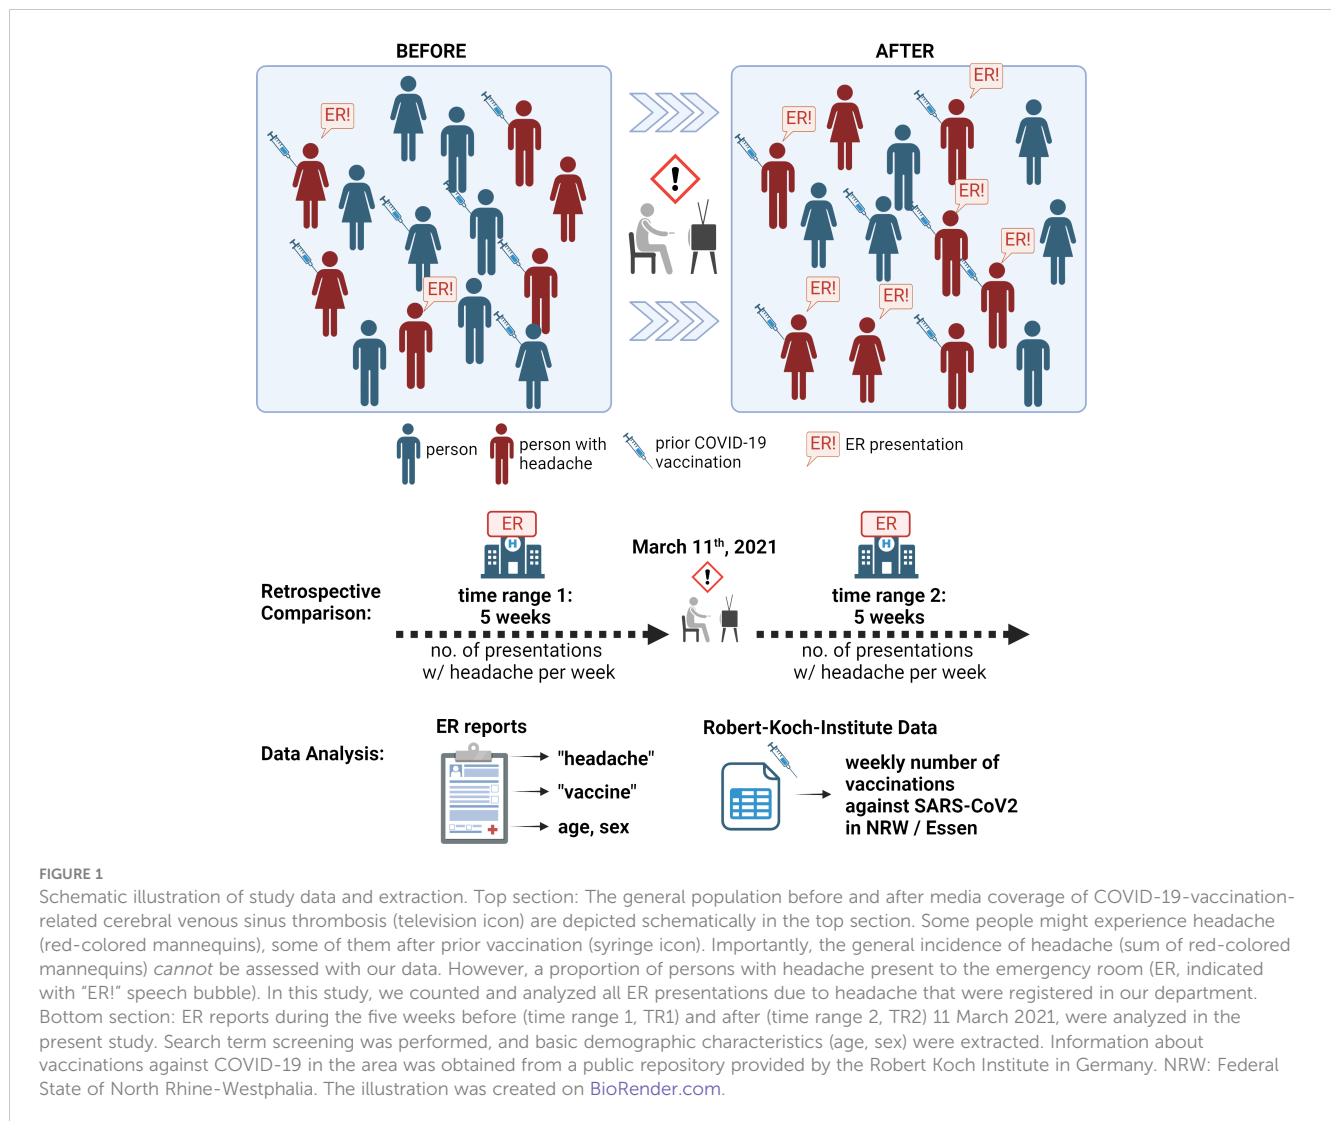 BEFORE
AFTER
ER!
ER!
ER!
ER!
ER!
ER!
ER!
ER!
person
person with
headache
prior COVID-19
vaccination
ER!
ER presentation
ER
H
ER
H
March 11th, 2021
Retrospective
Comparison:
time range 1:
5 weeks
time range 2:
5 weeks
no. of presentations
w/ headache per week
no. of presentations
w/ headache per week
ER reports
Robert-Koch-Institute Data
Data Analysis:
"headache"
"vaccine"
age, sex
weekly number of
vaccinations
against SARS-CoV2
in NRW / Essen
FIGURE 1
Schematic illustration of study data and extraction. Top section: The general population before and after media coverage of COVID-19-vaccination-
related cerebral venous sinus thrombosis (television icon) are depicted schematically in the top section. Some people might experience headache
(red-colored mannequins), some of them after prior vaccination (syringe icon). Importantly, the general incidence of headache (sum of red-colored
mannequins) cannot be assessed with our data. However, a proportion of persons with headache present to the emergency room (ER, indicated
with "ER!" speech bubble). In this study, we counted and analyzed all ER presentations due to headache that were registered in our department.
Bottom section: ER reports during the five weeks before (time range 1, TR1) and after (time range 2, TR2) 11 March 2021, were analyzed in the
present study. Search term screening was performed, and basic demographic characteristics (age, sex) were extracted. Information about
vaccinations against COVID-19 in the area was obtained from a public repository provided by the Robert Koch Institute in Germany. NRW: Federal
State of North Rhine-Westphalia. The illustration was created on BioRender.com.